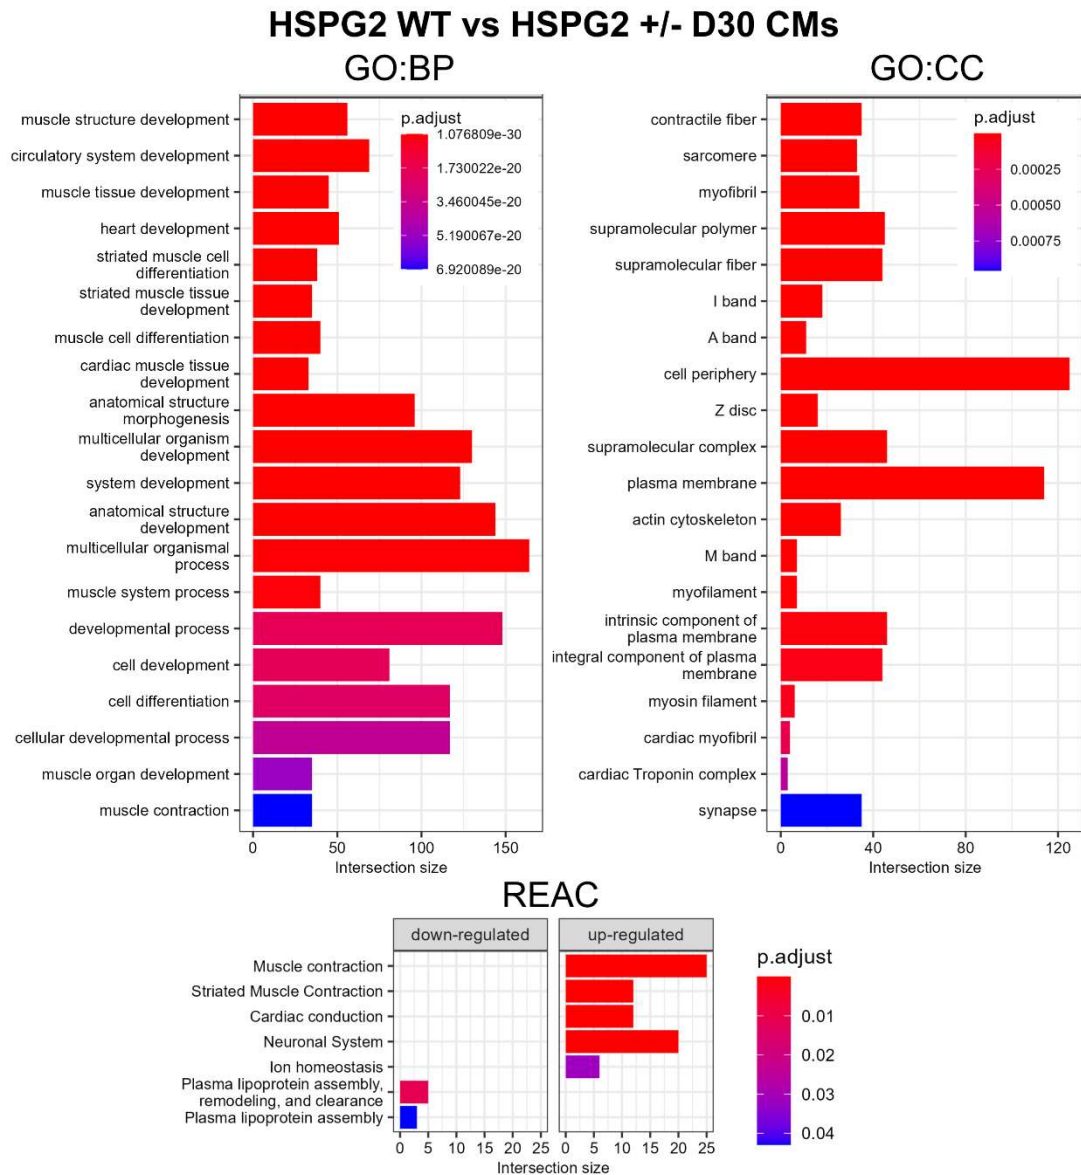 HSPG2 WT vs HSPG2 +/- D30 CMs
GO:BP
muscle structure development
circulatory system development
muscle tissue development
heart development
striated muscle cell
differentiation
striated muscle tissue
development
muscle cell differentiation
cardiac muscle tissue
development
anatomical structure
morphogenesis
multicellular organism
development
system development
anatomical structure
development
multicellular organismal
process
muscle system process
developmental process
cell development
cell differentiation
cellular developmental process
muscle organ development
muscle contraction
p.adjust
1.076809e-30
1.730022e-20
3.460045e-20
5.190067e-20
6.920089e-20
0 50 100 150
Intersection size
GO:CC
contractile fiber
sarcomere
myofibril
supramolecular polymer
supramolecular fiber
I band
A band
cell periphery
Z disc
supramolecular complex
plasma membrane
actin cytoskeleton
M band
myofilament
intrinsic component of
plasma membrane
integral component of plasma
membrane
myosin filament
cardiac myofibril
cardiac Troponin complex
synapse
p.adjust
0.00025
0.00050
0.00075
0 40 80 120
Intersection size
REAC
down-regulated up-regulated
Muscle contraction
Striated Muscle Contraction
Cardiac conduction
Neuronal System
Ion homeostasis
Plasma lipoprotein assembly,
remodeling, and clearance
Plasma lipoprotein assembly
0 5 10 15 20 25 0 5 10 15 20 25
Intersection size
p.adjust
0.01
0.02
0.03
0.04